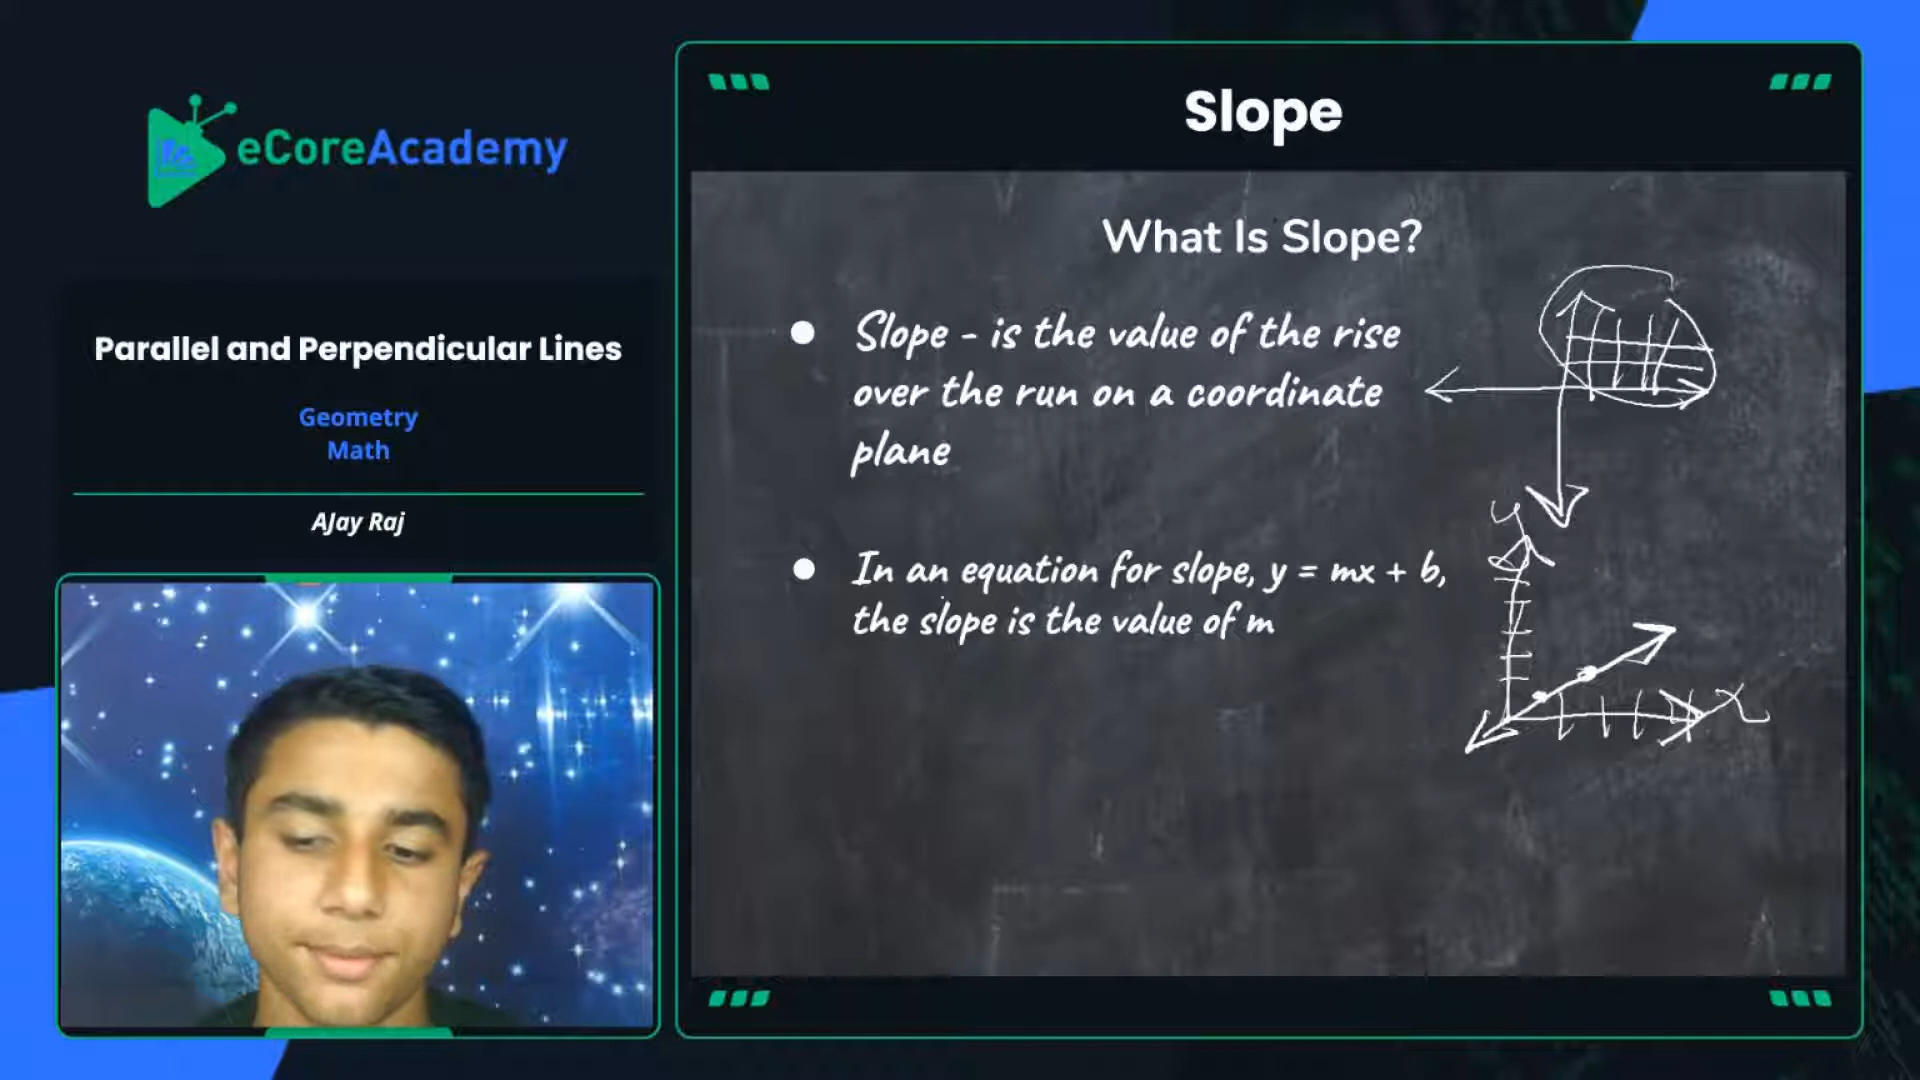 eCoreAcademy
Parallel and Perpendicular Lines
Geometry
Math
AJay Raj
Slope
What Is Slope?
Slope - is the value of the rise
over the run on a coordinate
plane
In an equation for slope, y = mx + b,
the slope is the value of m
y
x